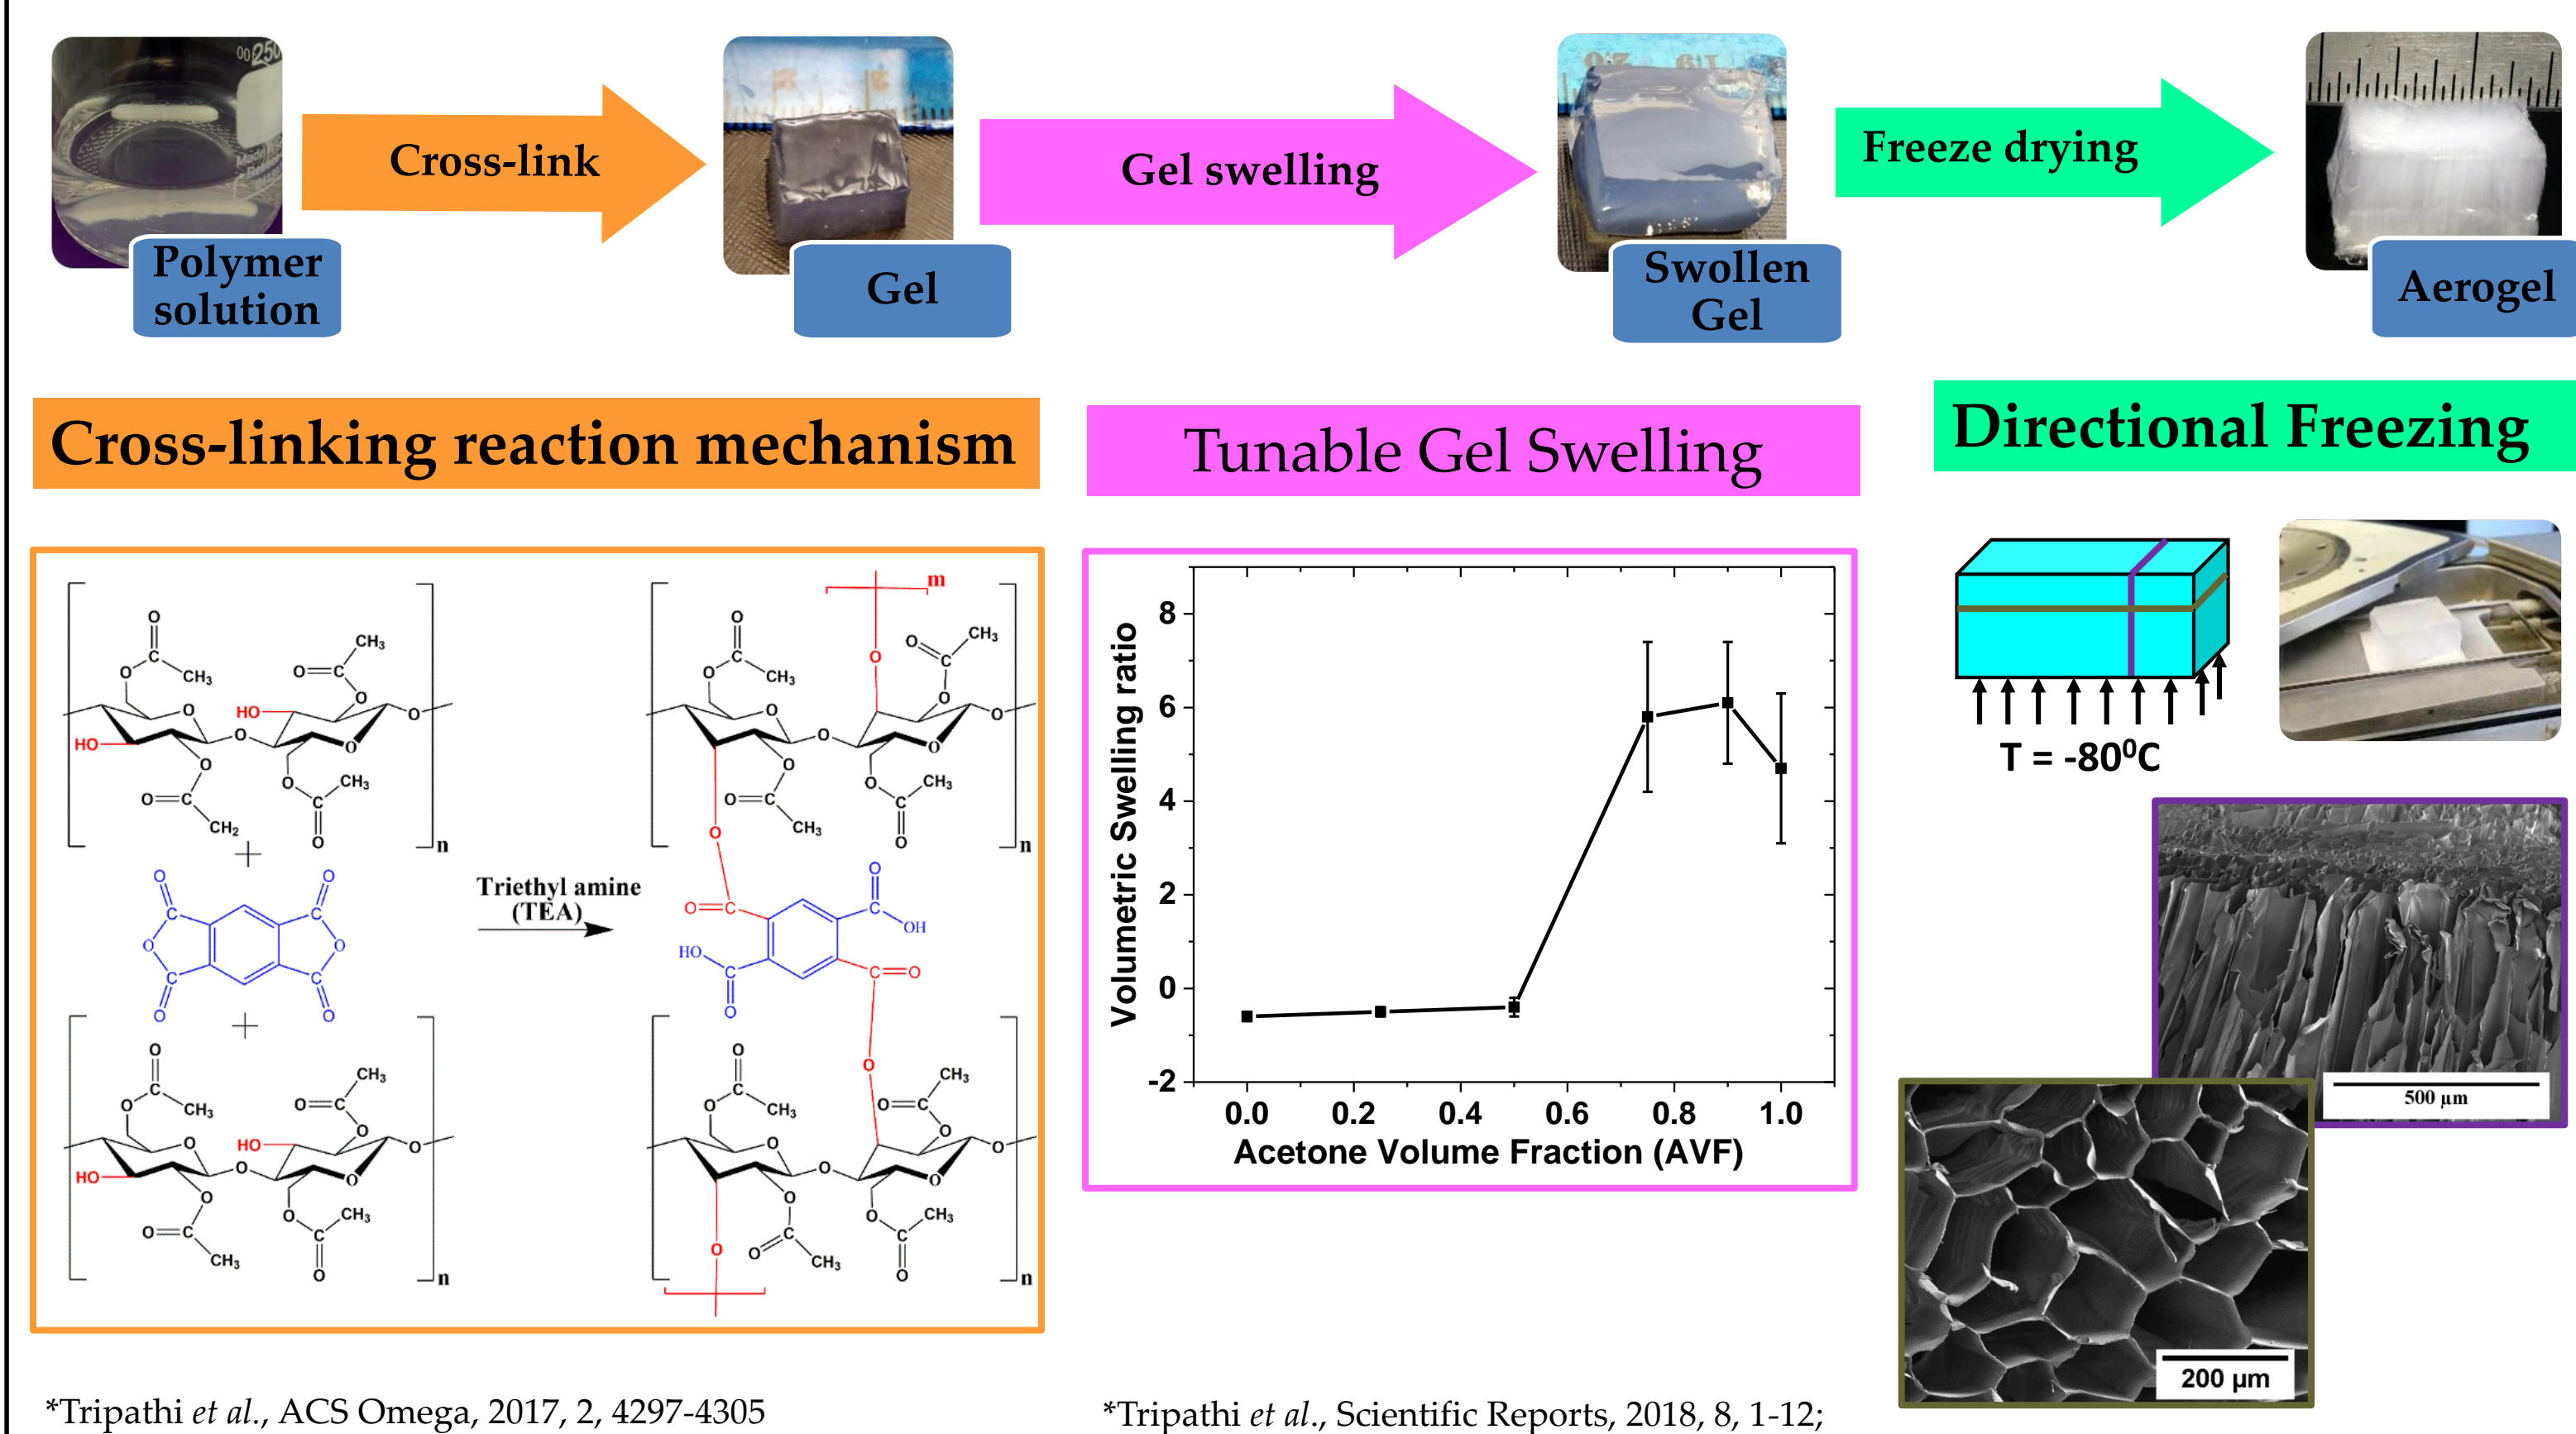 Cross-link
Gel swelling
Freeze drying
Polymer
solution
Gel
Swollen
Gel
Aerogel
Cross-linking reaction mechanism
Tunable Gel Swelling
Directional Freezing
m
O
CH₃
HO
CH₂
n
+
Triethyl amine
(TEA)
O
C
OH
HO
+
O
CH₃
HO
n
Volumetric Swelling ratio
8
6
4
2
0
-2
0.0 0.2 0.4 0.6 0.8 1.0
Acetone Volume Fraction (AVF)
T = -80⁰C
500 µm
200 µm
*Tripathi et al., ACS Omega, 2017, 2, 4297-4305
*Tripathi et al., Scientific Reports, 2018, 8, 1-12;